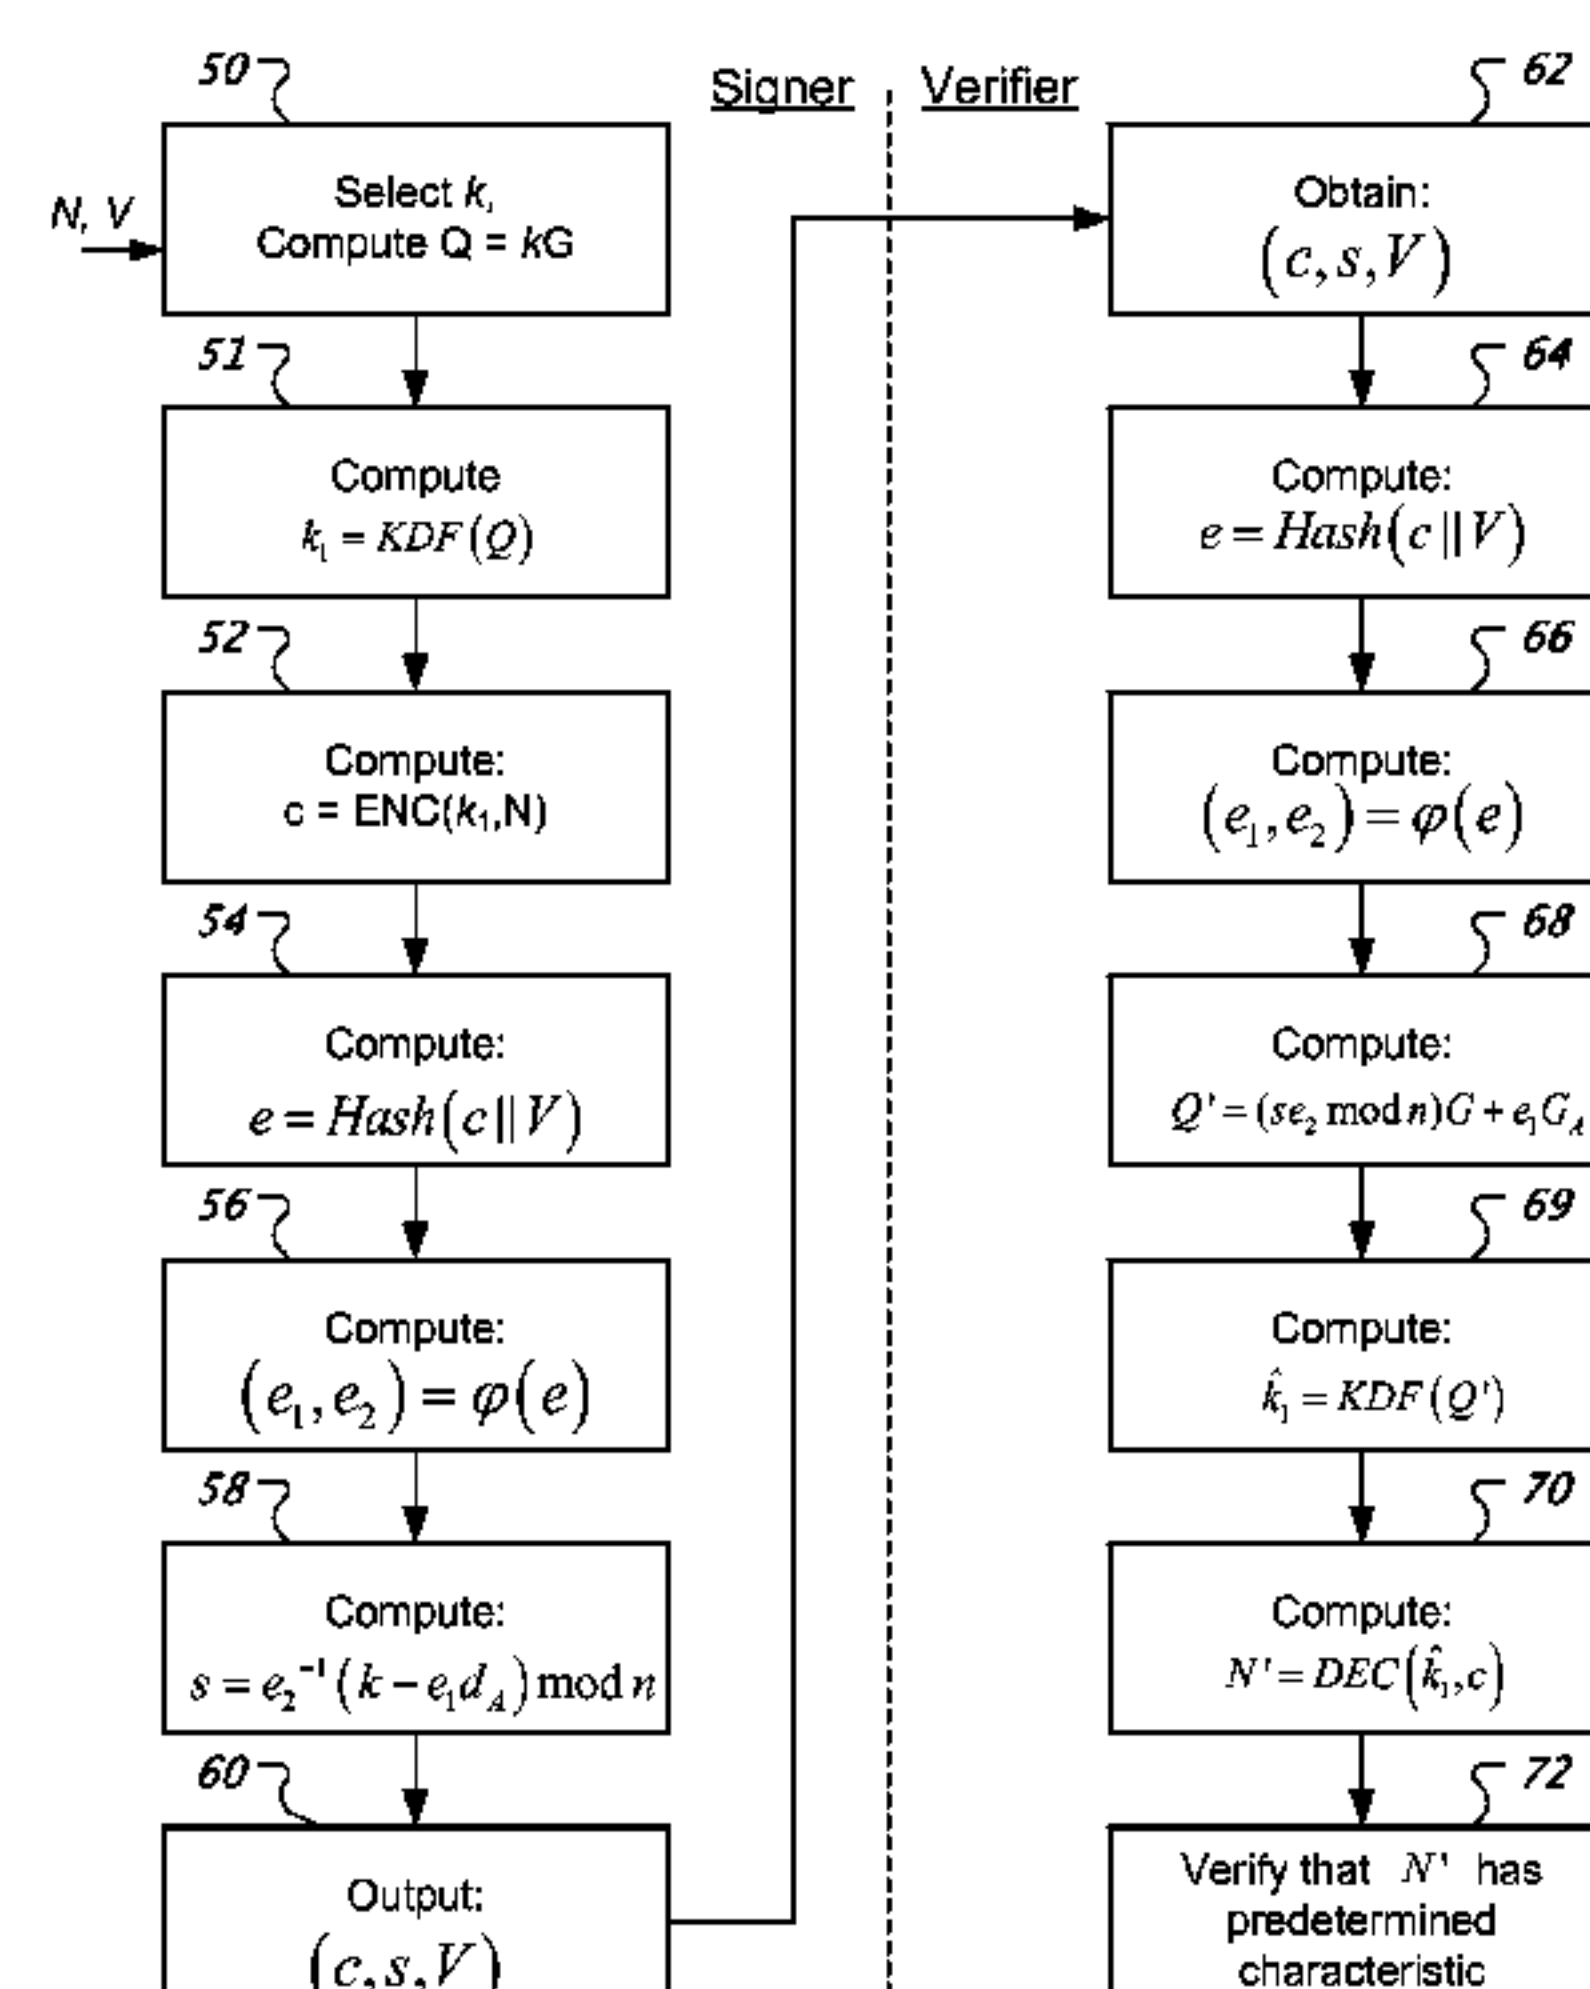 Signer
Verifier
50
N, V
Select k,
Compute Q = kG
51
Compute
k₁ = KDF(Q)
52
Compute:
c = ENC(k₁,N)
54
Compute:
e = Hash(c || V)
56
Compute:
(e₁, e₂) = φ(e)
58
Compute:
s = e₂⁻¹(k − e₁d_A) mod n
60
Output:
(c, s, V)
62
Obtain:
(c, s, V)
64
Compute:
e = Hash(c || V)
66
Compute:
(e₁, e₂) = φ(e)
68
Compute:
Q' = (se₂ mod n)G + e₁G_A
69
Compute:
k̂₁ = KDF(Q')
70
Compute:
N' = DEC(k̂₁, c)
72
Verify that N' has
predetermined
characteristic